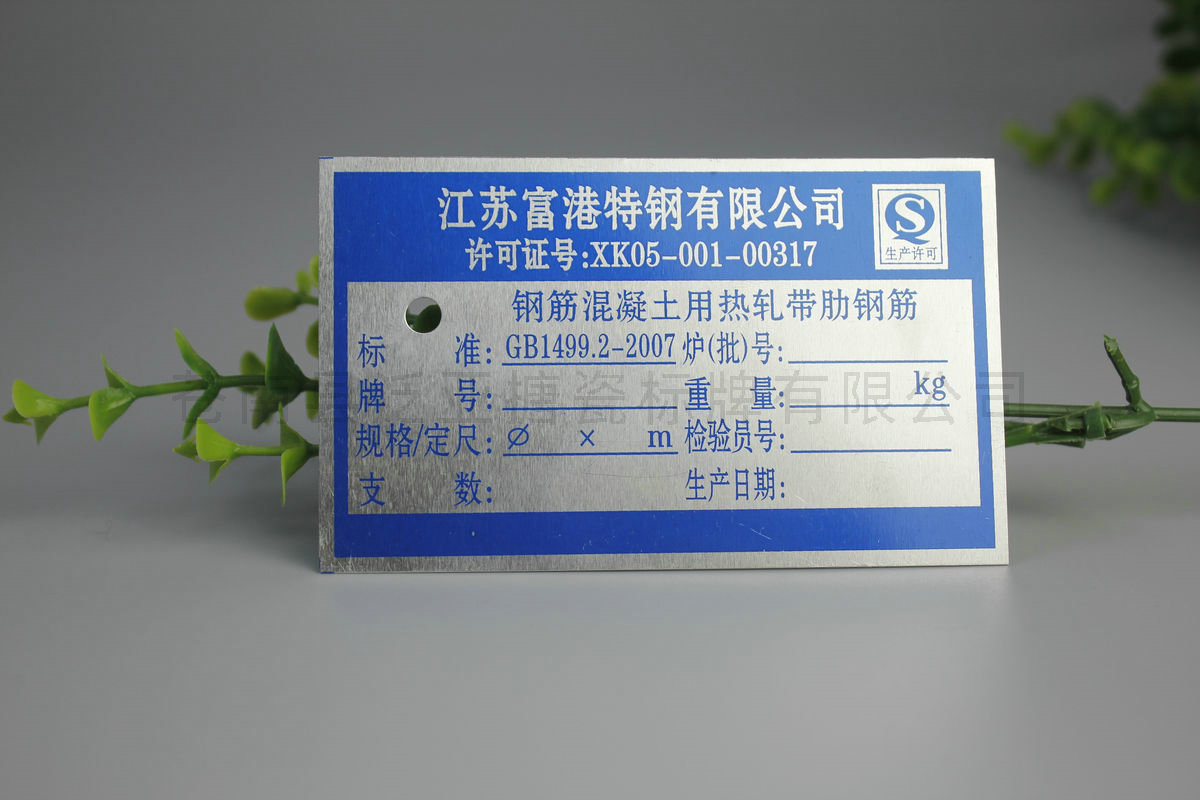 江苏富港特钢有限公司
许可证号:XK05-001-00317
生产许可
钢筋混凝土用热轧带肋钢筋
标 准: GB1499.2-2007 炉(批)号:
牌 号: 重 量: kg
规格/定尺: Ø × m 检验员号:
支 数: 生产日期: